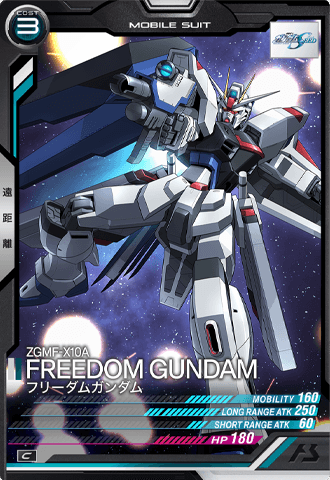 COST
3
MOBILE SUIT
遠距離
ZGMF-X10A
FREEDOM GUNDAM
フリーダムガンダム
MOBILITY 160
LONG RANGE ATK 250
SHORT RANGE ATK 60
HP 180
C